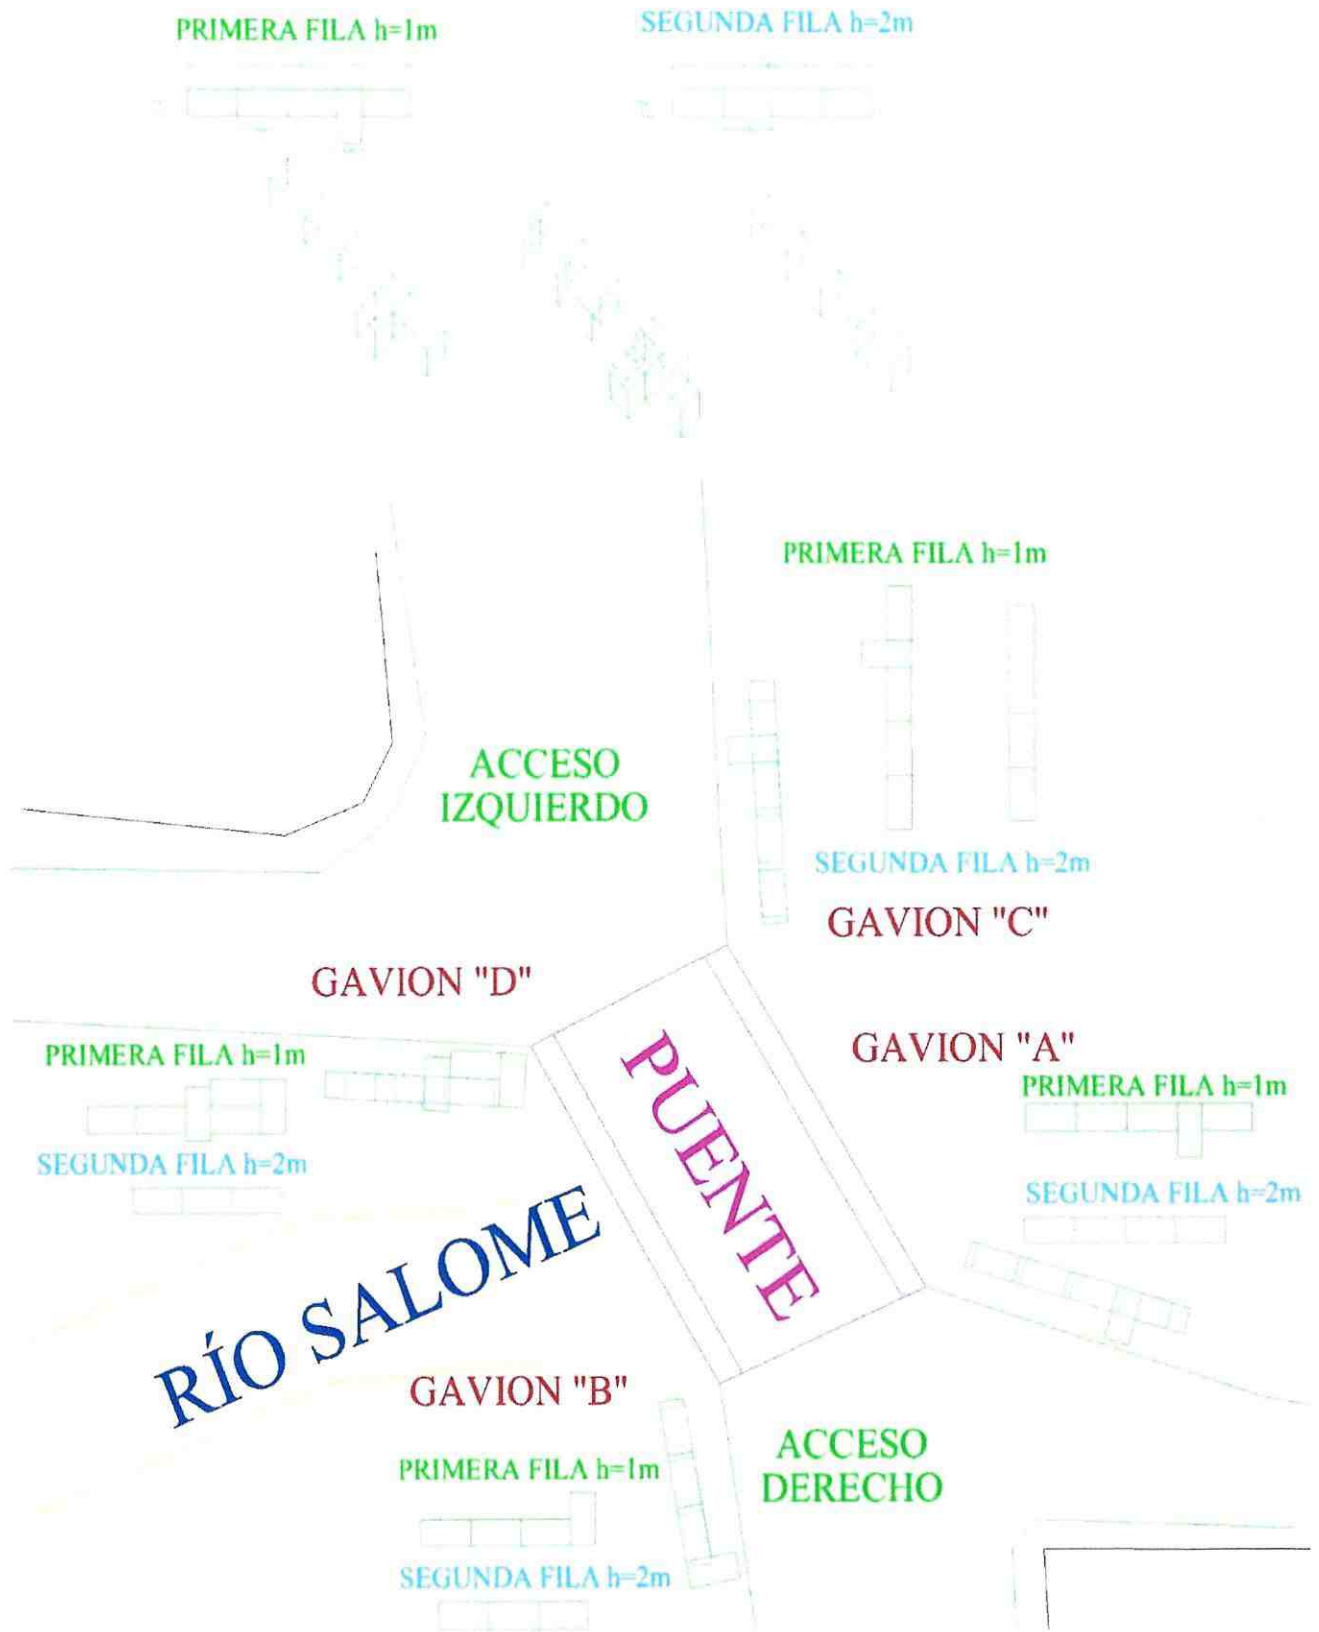 PRIMERA FILA h=1m
SEGUNDA FILA h=2m
PRIMERA FILA h=1m
ACCESO
IZQUIERDO
SEGUNDA FILA h=2m
GAVION "C"
GAVION "D"
PUENTE
GAVION "A"
PRIMERA FILA h=1m
PRIMERA FILA h=1m
SEGUNDA FILA h=2m
SEGUNDA FILA h=2m
RÍO SALOME
GAVION "B"
ACCESO
DERECHO
PRIMERA FILA h=1m
SEGUNDA FILA h=2m